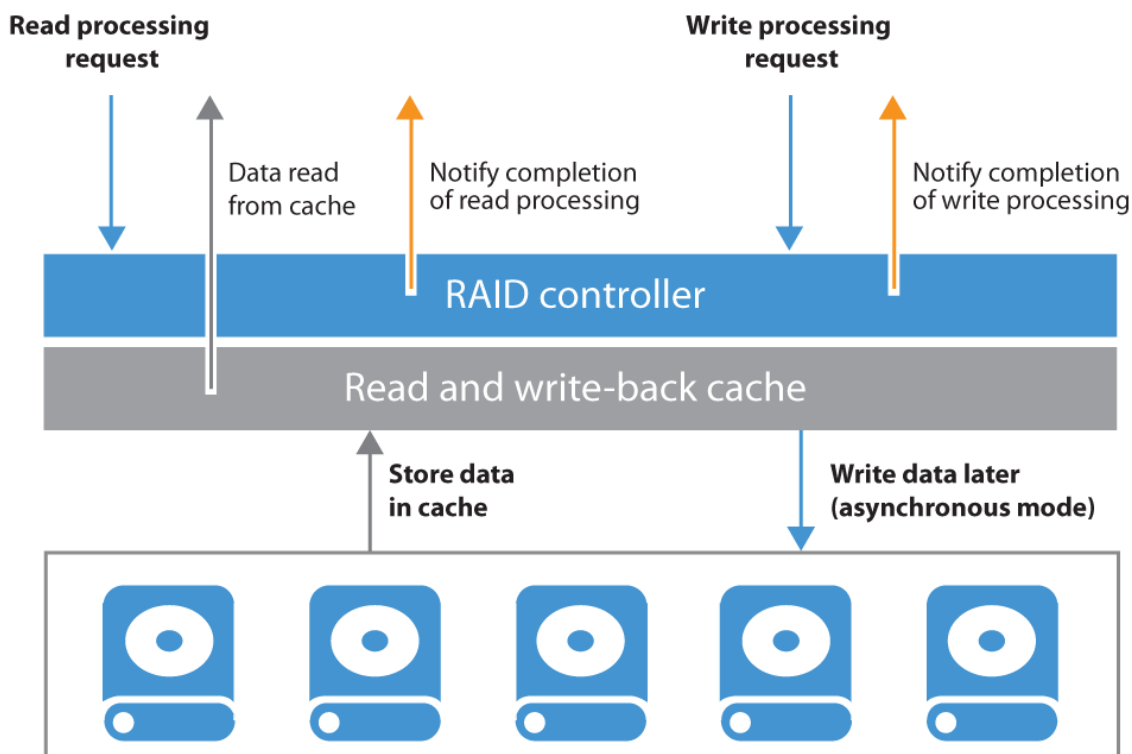 Read processing
request
Write processing
request
Data read
from cache
Notify completion
of read processing
Notify completion
of write processing
RAID controller
Read and write-back cache
Store data
in cache
Write data later
(asynchronous mode)